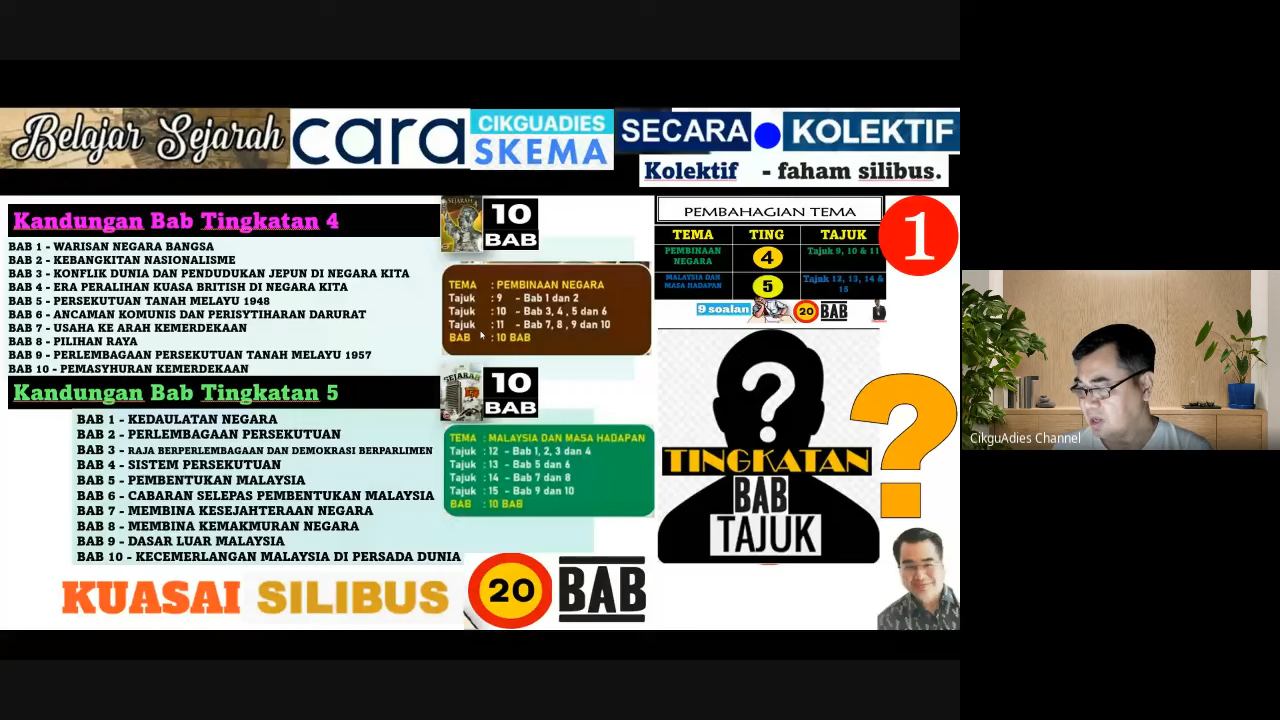 Belajar Sejarah cara CIKGUADIES SKEMA SECARA KOLEKTIF
Kolektif - faham silibus.
Kandungan Bab Tingkatan 4
BAB 1 - WARISAN NEGARA BANGSA
BAB 2 - KEBANGKITAN NASIONALISME
BAB 3 - KONFLIK DUNIA DAN PENDUDUKAN JEPUN DI NEGARA KITA
BAB 4 - ERA PERALIHAN KUASA BRITISH DI NEGARA KITA
BAB 5 - PERSEKUTUAN TANAH MELAYU 1948
BAB 6 - ANCAMAN KOMUNIS DAN PERISYTIHARAN DARURAT
BAB 7 - USAHA KE ARAH KEMERDEKAAN
BAB 8 - PILIHAN RAYA
BAB 9 - PERLEMBAGAAN PERSEKUTUAN TANAH MELAYU 1957
BAB 10 - PEMASYHURAN KEMERDEKAAN
SEJARAH
10
BAB
TEMA : PEMBINAAN NEGARA
Tajuk : 9 - Bab 1 dan 2
Tajuk : 10 - Bab 3, 4 , 5 dan 6
Tajuk : 11 - Bab 7, 8 , 9 dan 10
BAB : 10 BAB
Kandungan Bab Tingkatan 5
BAB 1 - KEDAULATAN NEGARA
BAB 2 - PERLEMBAGAAN PERSEKUTUAN
BAB 3 - RAJA BERPERLEMBAGAAN DAN DEMOKRASI BERPARLIMEN
BAB 4 - SISTEM PERSEKUTUAN
BAB 5 - PEMBENTUKAN MALAYSIA
BAB 6 - CABARAN SELEPAS PEMBENTUKAN MALAYSIA
BAB 7 - MEMBINA KESEJAHTERAAN NEGARA
BAB 8 - MEMBINA KEMAKMURAN NEGARA
BAB 9 - DASAR LUAR MALAYSIA
BAB 10 - KECEMERLANGAN MALAYSIA DI PERSADA DUNIA
SEJARAH
10
BAB
TEMA : MALAYSIA DAN MASA HADAPAN
Tajuk : 12 - Bab 1, 2, 3 dan 4
Tajuk : 13 - Bab 5 dan 6
Tajuk : 14 - Bab 7 dan 8
Tajuk : 15 - Bab 9 dan 10
BAB : 10 BAB
KUASAI SILIBUS 20 BAB
PEMBAHAGIAN TEMA
1
TEMA TING TAJUK
PEMBINAAN NEGARA 4 Tajuk 9, 10 & 11
MALAYSIA DAN MASA HADAPAN 5 Tajuk 12, 13, 14 & 15
9 soalan 20 BAB
?
?
TINGKATAN
BAB
TAJUK
CikguAdies Channel